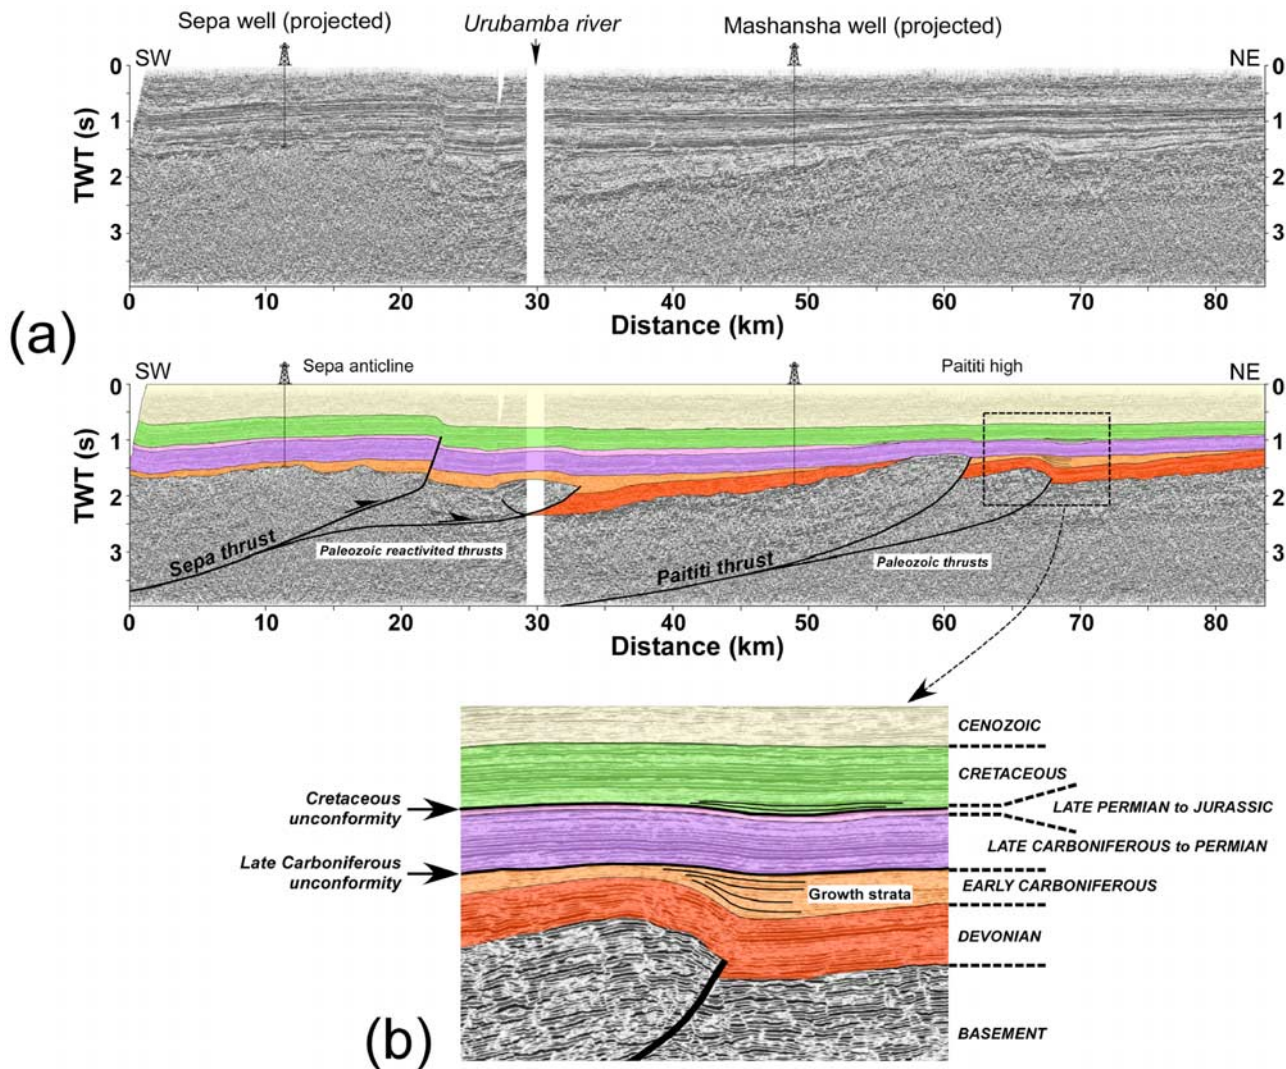 Sepa well (projected)
Urubamba river
Mashansha well (projected)
SW
NE
0
1
2
3
TWT (s)
0
1
2
3
0 10 20 30 40 50 60 70 80
Distance (km)
(a)
SW
Sepa anticline
Paititi high
NE
0
1
2
3
TWT (s)
0
1
2
3
Sepa thrust
Paleozoic reactivited thrusts
Paititi thrust
Paleozoic thrusts
0 10 20 30 40 50 60 70 80
Distance (km)
CENOZOIC
CRETACEOUS
Cretaceous
unconformity
LATE PERMIAN to JURASSIC
LATE CARBONIFEROUS to PERMIAN
Late Carboniferous
unconformity
Growth strata
EARLY CARBONIFEROUS
DEVONIAN
BASEMENT
(b)